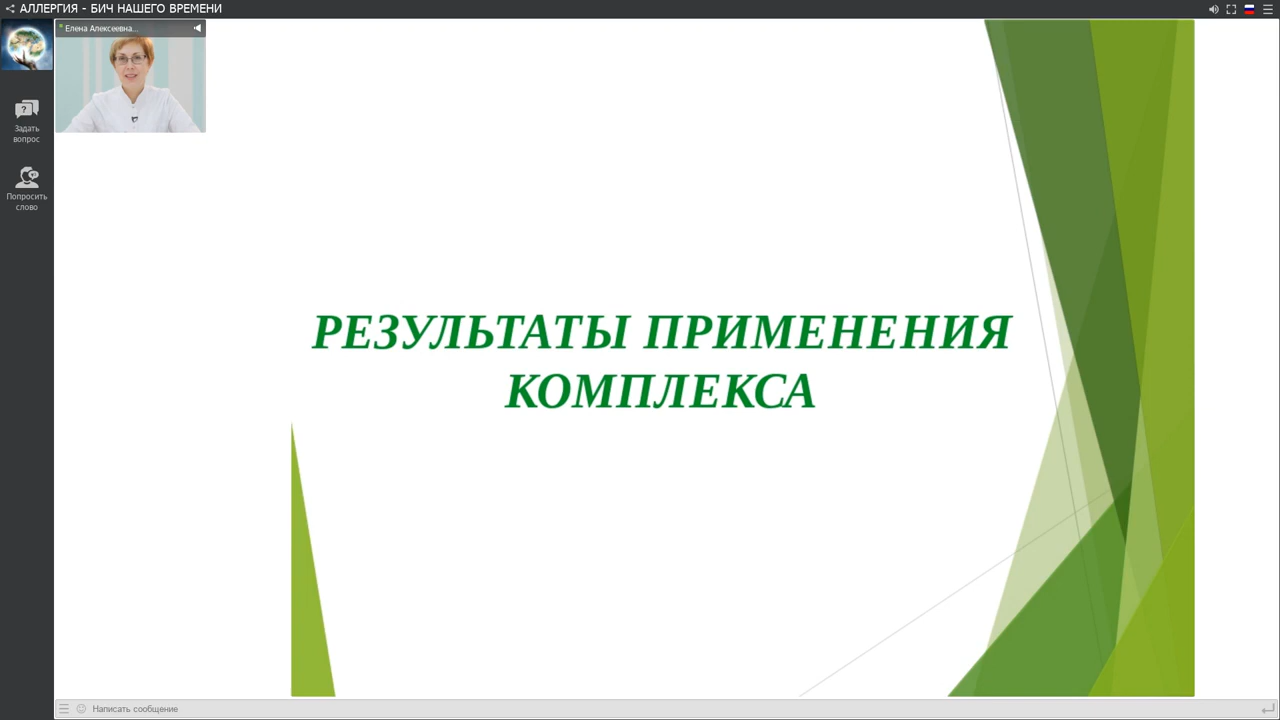 АЛЛЕРГИЯ - БИЧ НАШЕГО ВРЕМЕНИ
Елена Алексеевна...
Задать
вопрос
Попросить
слово
РЕЗУЛЬТАТЫ ПРИМЕНЕНИЯ
КОМПЛЕКСА
Написать сообщение